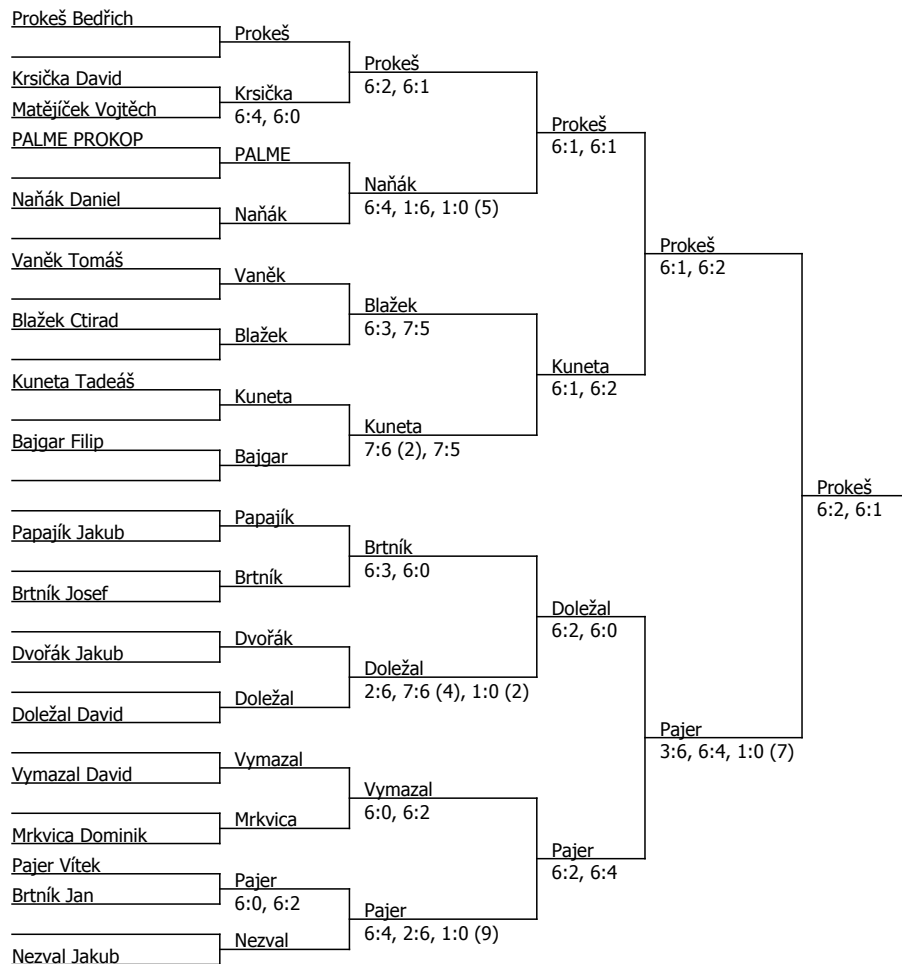 Prokeš Bedřich
Krsička David
Matějíček Vojtěch
PALME PROKOP
Naňák Daniel
Vaněk Tomáš
Blažek Ctirad
Kuneta Tadeáš
Bajgar Filip
Papajík Jakub
Brtník Josef
Dvořák Jakub
Doležal David
Vymazal David
Mrkvica Dominik
Pajer Vítek
Brtník Jan
Nezval Jakub
Prokeš
Krsička
6:4, 6:0
PALME
Naňák
Vaněk
Blažek
Kuneta
Bajgar
Papajík
Brtník
Dvořák
Doležal
Vymazal
Mrkvica
Pajer
6:0, 6:2
Nezval
Prokeš
6:2, 6:1
Naňák
6:4, 1:6, 1:0 (5)
Blažek
6:3, 7:5
Kuneta
7:6 (2), 7:5
Brtník
6:3, 6:0
Doležal
2:6, 7:6 (4), 1:0 (2)
Vymazal
6:0, 6:2
Pajer
6:4, 2:6, 1:0 (9)
Prokeš
6:1, 6:1
Kuneta
6:1, 6:2
Doležal
6:2, 6:0
Pajer
6:2, 6:4
Prokeš
6:1, 6:2
Pajer
3:6, 6:4, 1:0 (7)
Prokeš
6:2, 6:1